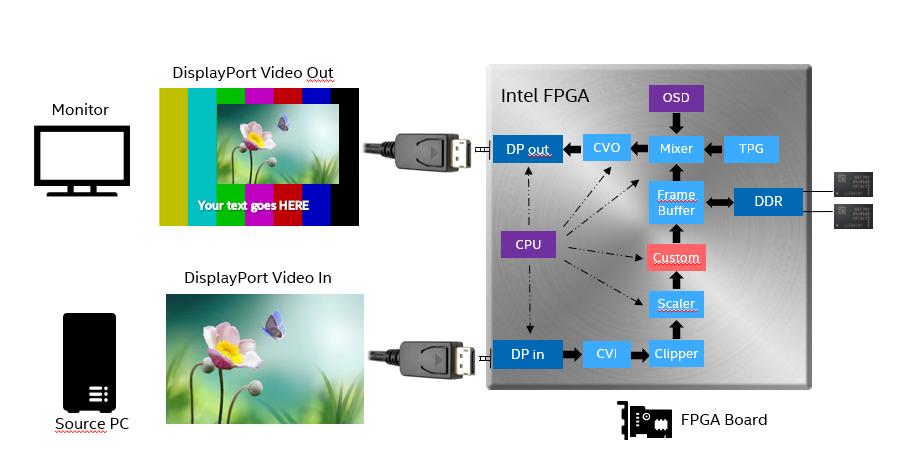 DisplayPort Video Out
Monitor
Your text goes HERE
DisplayPort Video In
Source PC
Intel FPGA
OSD
DP out
CVO
Mixer
TPG
Frame
Buffer
DDR
CPU
Custom
Scaler
DP in
CVI
Clipper
FPGA Board